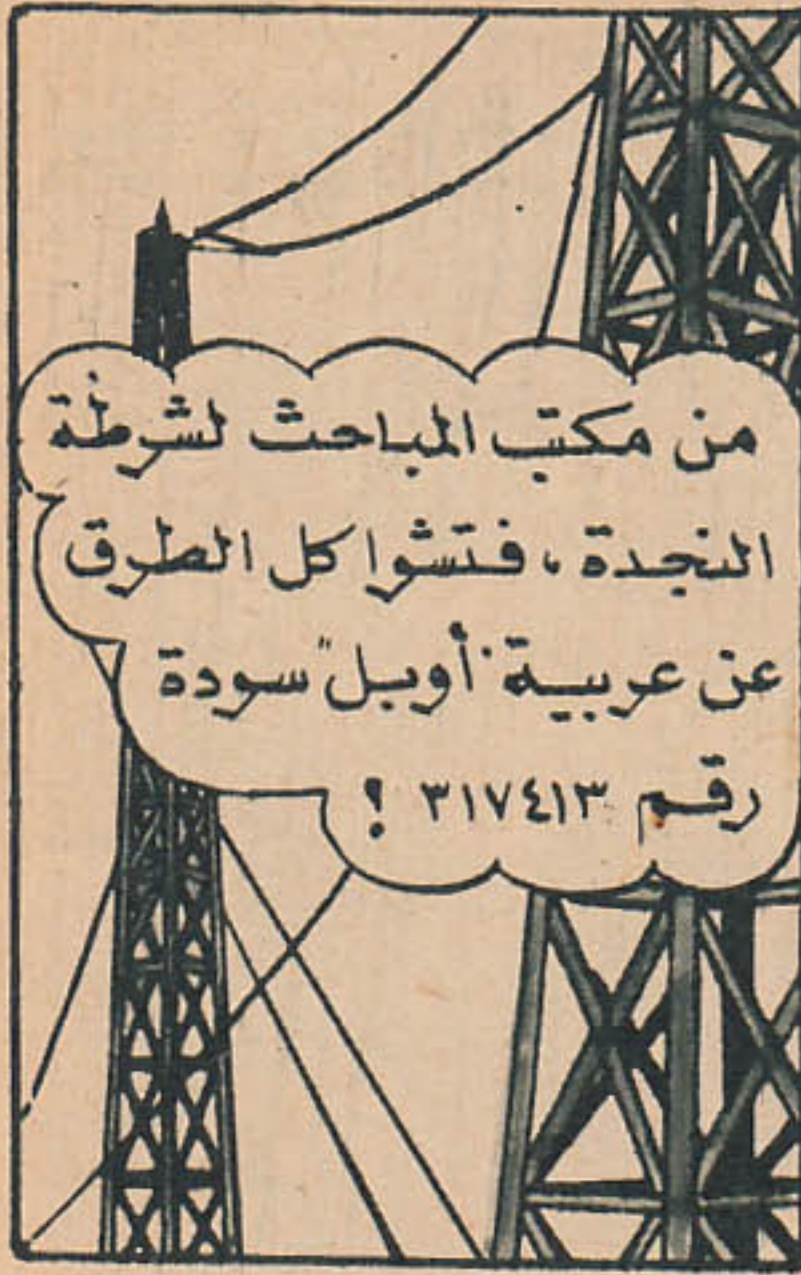 من مكتب المباحث لشرطة
النجدة، فتشوا كل الطرق
عن عربية "أوبل" سودة
رقم ٣١٧٤١٣ !